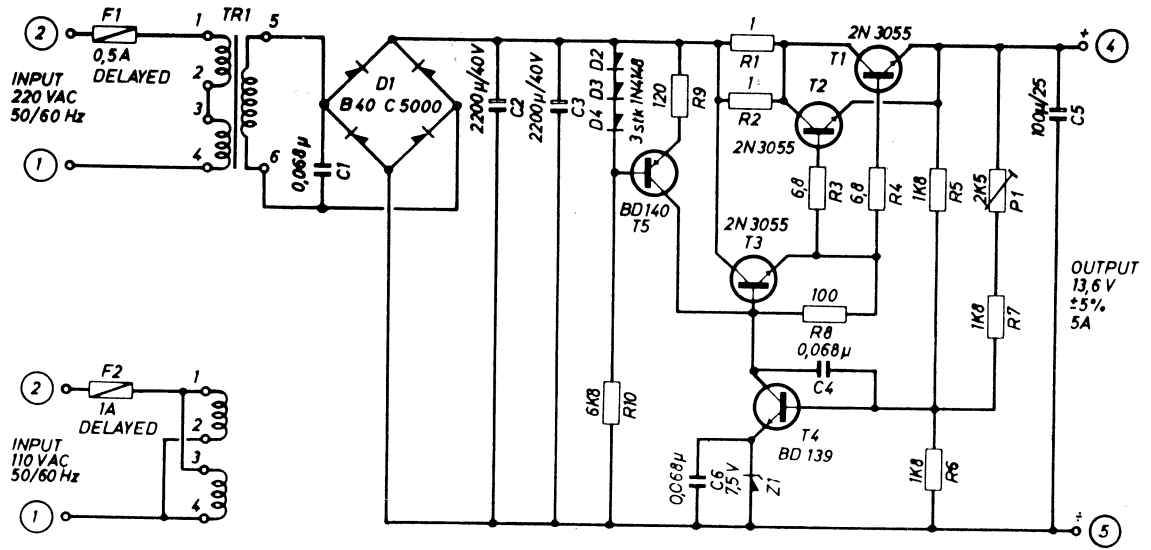 2
F1
0,5A
DELAYED
INPUT
220 VAC
50/60 Hz
1
1
2
3
4
TR1
5
6
0,068µ
C1
D1
B40 C5000
2200µ/40V
C2
2200µ/40V
C3
D2
D3
D4
3 stk 1N4148
120
R9
BD140
T5
6K8
R10
1
R1
1
R2
2N 3055
T1
T2
2N3055
6,8
R3
6,8
R4
1K8
R5
2K5
P1
100µ/25
C5
+
4
2N3055
T3
100
R8
0,068µ
C4
1K8
R7
OUTPUT
13,6 V
±5%
5A
T4
BD 139
0,068µ
C6
7,5V
Z1
1K8
R6
÷
5
2
F2
1A
DELAYED
INPUT
110 VAC
50/60 Hz
1
1
2
3
4